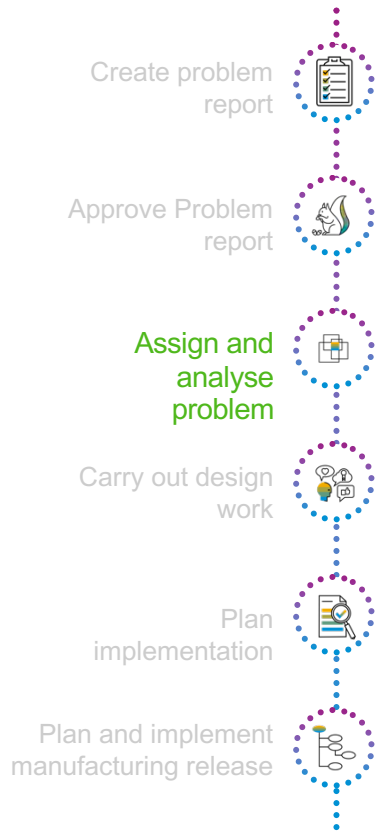 Create problem
report
Approve Problem
report
Assign and
analyse
problem
Carry out design
work
Plan
implementation
Plan and implement
manufacturing release